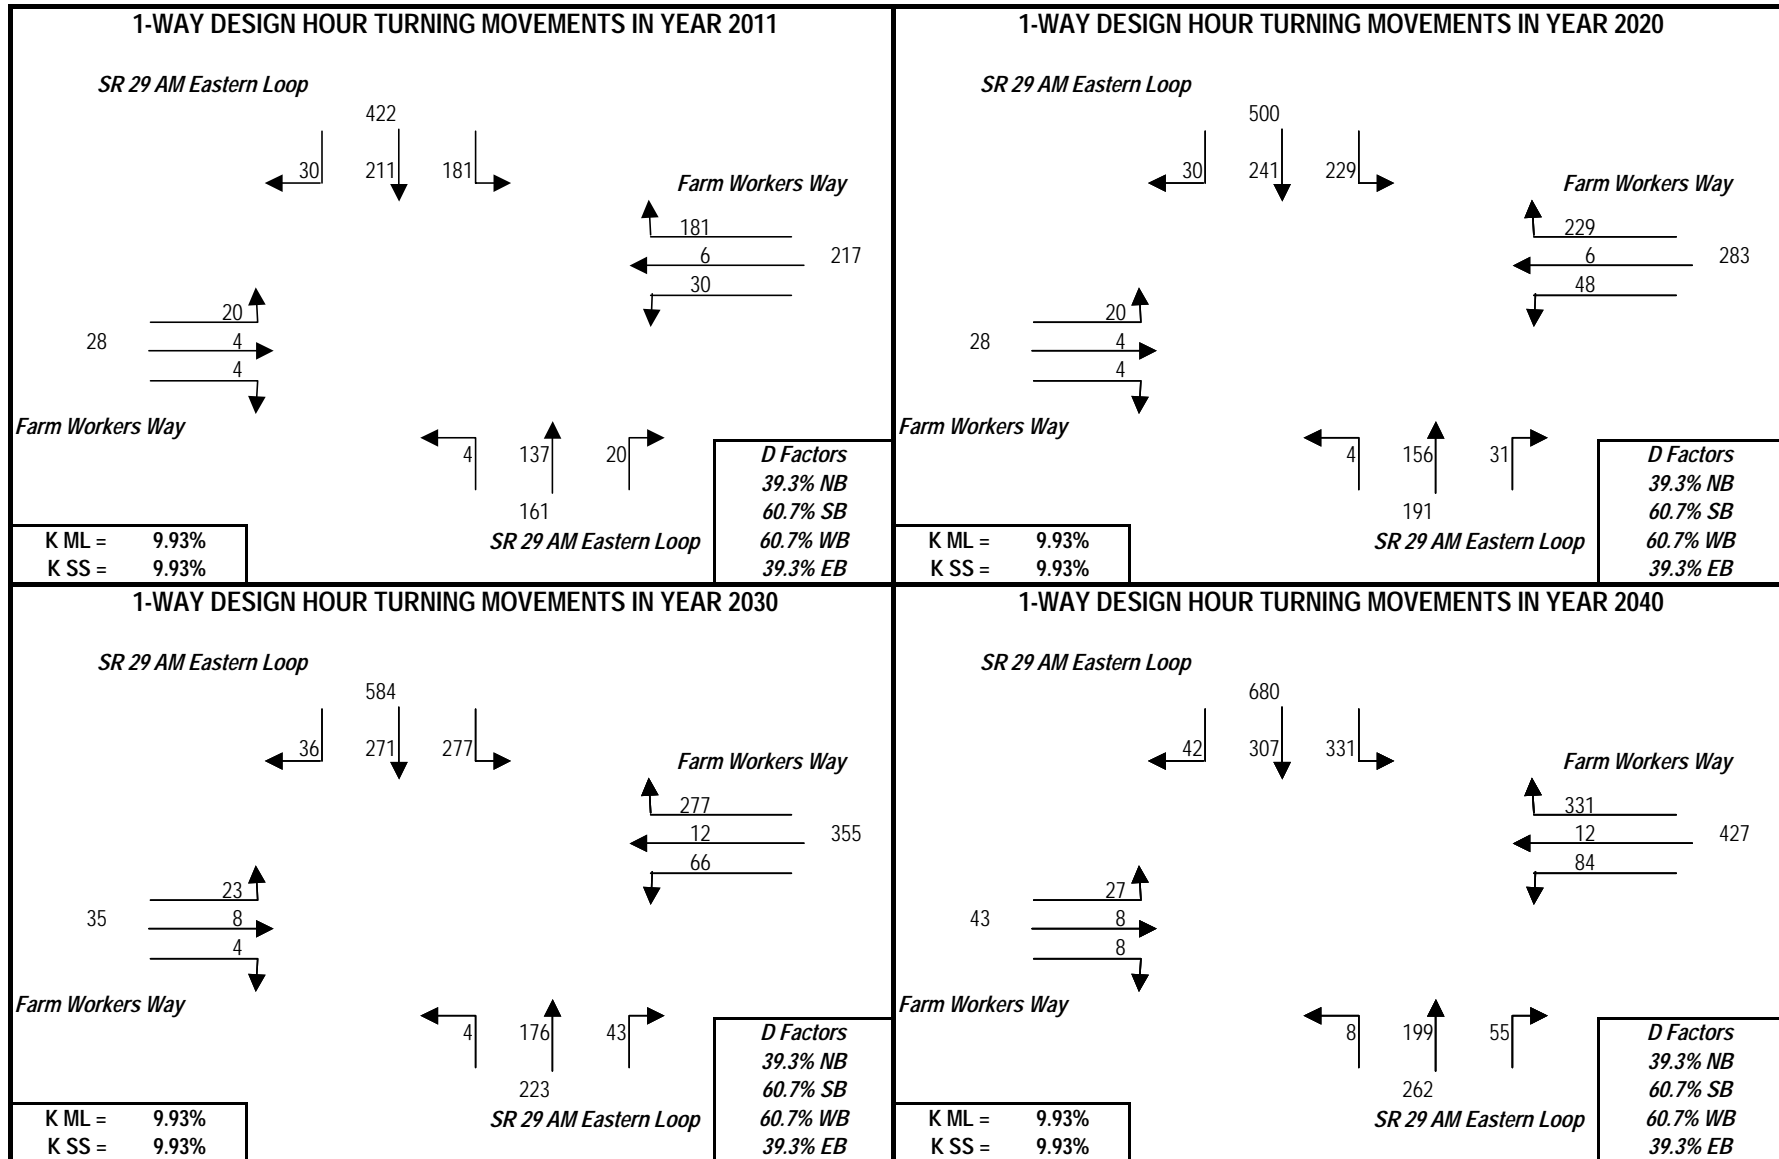 1-WAY DESIGN HOUR TURNING MOVEMENTS IN YEAR 2011
SR 29 AM Eastern Loop
422
30 211 181
Farm Workers Way
181
6 217
30
20
28 4
4
Farm Workers Way
4 137 20
161
SR 29 AM Eastern Loop
D Factors
39.3% NB
60.7% SB
60.7% WB
39.3% EB
K ML = 9.93%
K SS = 9.93%
1-WAY DESIGN HOUR TURNING MOVEMENTS IN YEAR 2020
SR 29 AM Eastern Loop
500
30 241 229
Farm Workers Way
229
6 283
48
20
28 4
4
Farm Workers Way
4 156 31
191
SR 29 AM Eastern Loop
D Factors
39.3% NB
60.7% SB
60.7% WB
39.3% EB
K ML = 9.93%
K SS = 9.93%
1-WAY DESIGN HOUR TURNING MOVEMENTS IN YEAR 2030
SR 29 AM Eastern Loop
584
36 271 277
Farm Workers Way
277
12 355
66
23
35 8
4
Farm Workers Way
4 176 43
223
SR 29 AM Eastern Loop
D Factors
39.3% NB
60.7% SB
60.7% WB
39.3% EB
K ML = 9.93%
K SS = 9.93%
1-WAY DESIGN HOUR TURNING MOVEMENTS IN YEAR 2040
SR 29 AM Eastern Loop
680
42 307 331
Farm Workers Way
331
12 427
84
27
43 8
8
Farm Workers Way
8 199 55
262
SR 29 AM Eastern Loop
D Factors
39.3% NB
60.7% SB
60.7% WB
39.3% EB
K ML = 9.93%
K SS = 9.93%